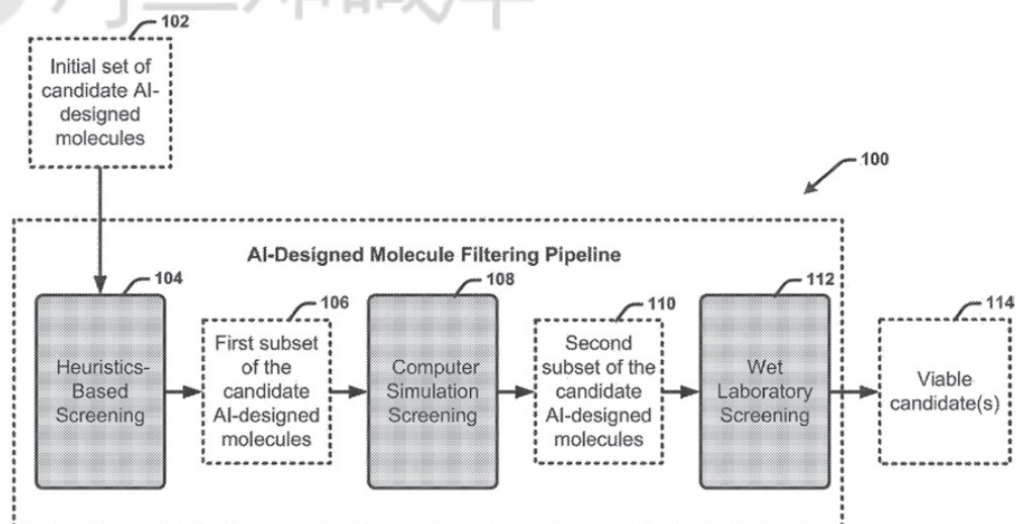 102
Initial set of
candidate AI-
designed
molecules
100
AI-Designed Molecule Filtering Pipeline
104
Heuristics-
Based
Screening
106
First subset
of the
candidate
AI-designed
molecules
108
Computer
Simulation
Screening
110
Second
subset of the
candidate
AI-designed
molecules
112
Wet
Laboratory
Screening
114
Viable
candidate(s)